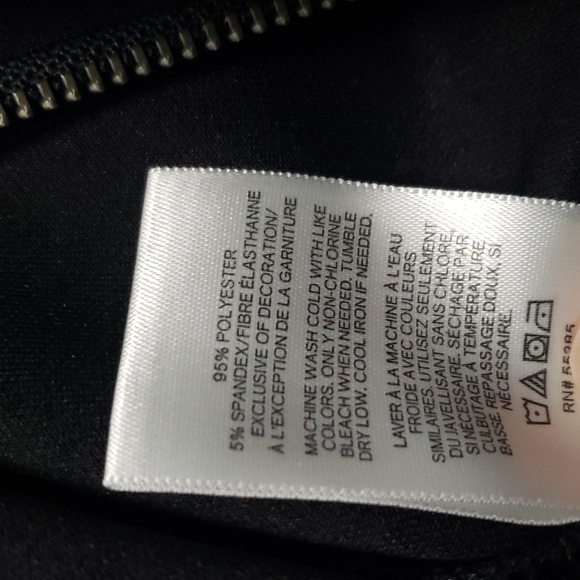 95% POLYESTER
5% SPANDEX/FIBRE ÉLASTHANNE
EXCLUSIVE OF DECORATION/
À L'EXCEPTION DE LA GARNITURE
MACHINE WASH COLD WITH LIKE
COLORS. ONLY NON-CHLORINE
BLEACH WHEN NEEDED. TUMBLE
DRY LOW. COOL IRON IF NEEDED.
LAVER À LA MACHINE À L'EAU
FROIDE AVEC COULEURS
SIMILAIRES. UTILISEZ SEULEMENT
DU JAVELLISANT SANS CHLORE,
SI NÉCESSAIRE. SÉCHAGE PAR
CULBUTAGE À TEMPÉRATURE
BASSE. REPASSAGE DOUX, SI
NÉCESSAIRE.
RN#